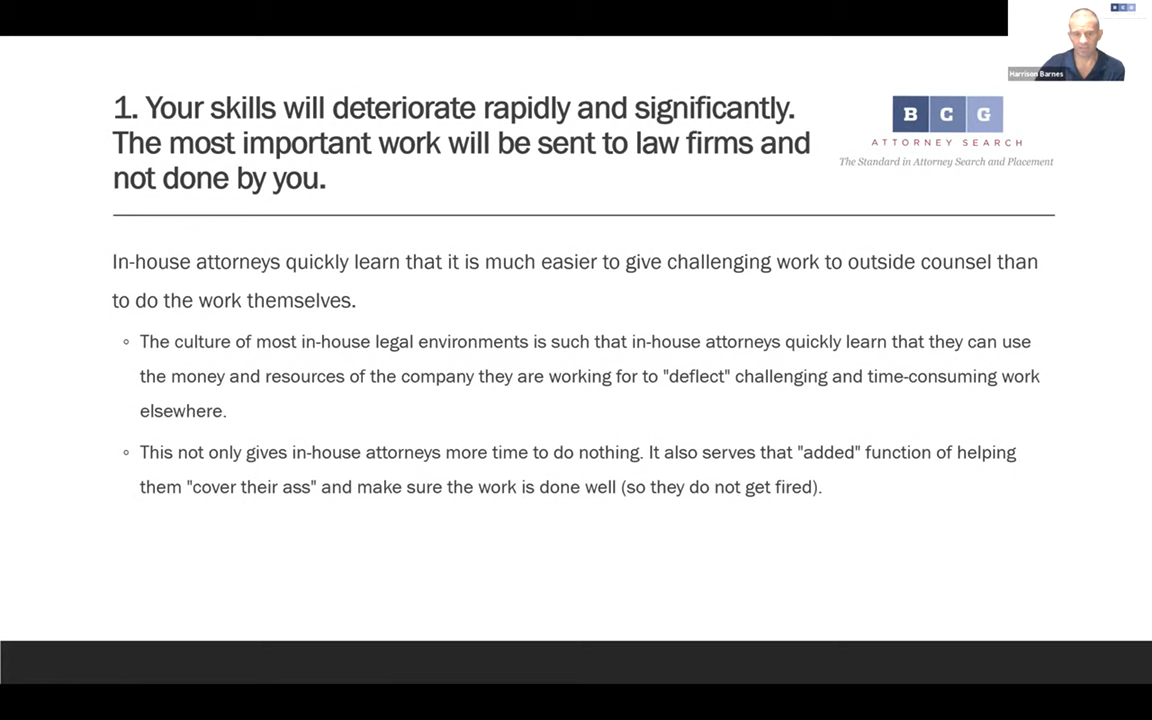 B C G
Harrison Barnes
1. Your skills will deteriorate rapidly and significantly.
The most important work will be sent to law firms and
not done by you.
B C G
ATTORNEY SEARCH
The Standard in Attorney Search and Placement
In-house attorneys quickly learn that it is much easier to give challenging work to outside counsel than
to do the work themselves.
◦ The culture of most in-house legal environments is such that in-house attorneys quickly learn that they can use
the money and resources of the company they are working for to "deflect" challenging and time-consuming work
elsewhere.
◦ This not only gives in-house attorneys more time to do nothing. It also serves that "added" function of helping
them "cover their ass" and make sure the work is done well (so they do not get fired).